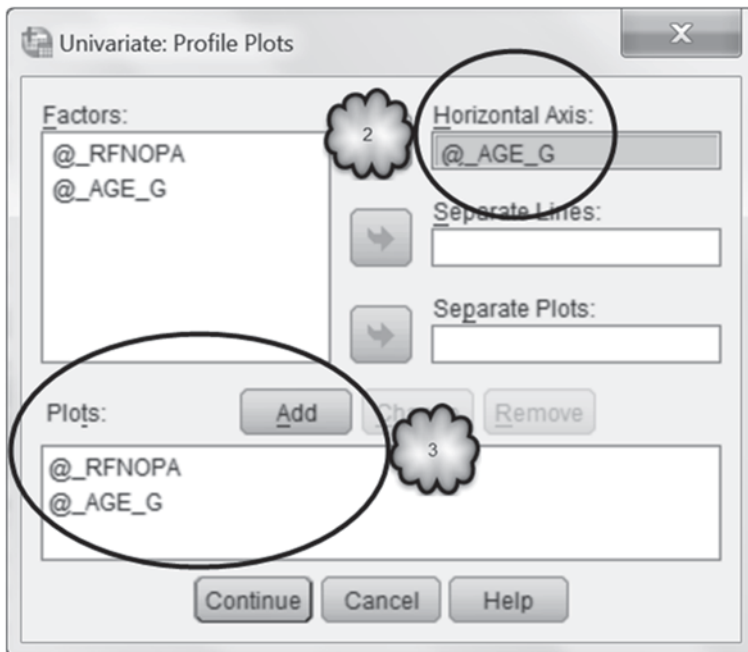 Univariate: Profile Plots
Factors:
@_RFNOPA
@_AGE_G
2
Horizontal Axis:
@_AGE_G
Separate Lines:
Separate Plots:
Plots:
Add
Remove
@_RFNOPA
@_AGE_G
3
Continue
Cancel
Help